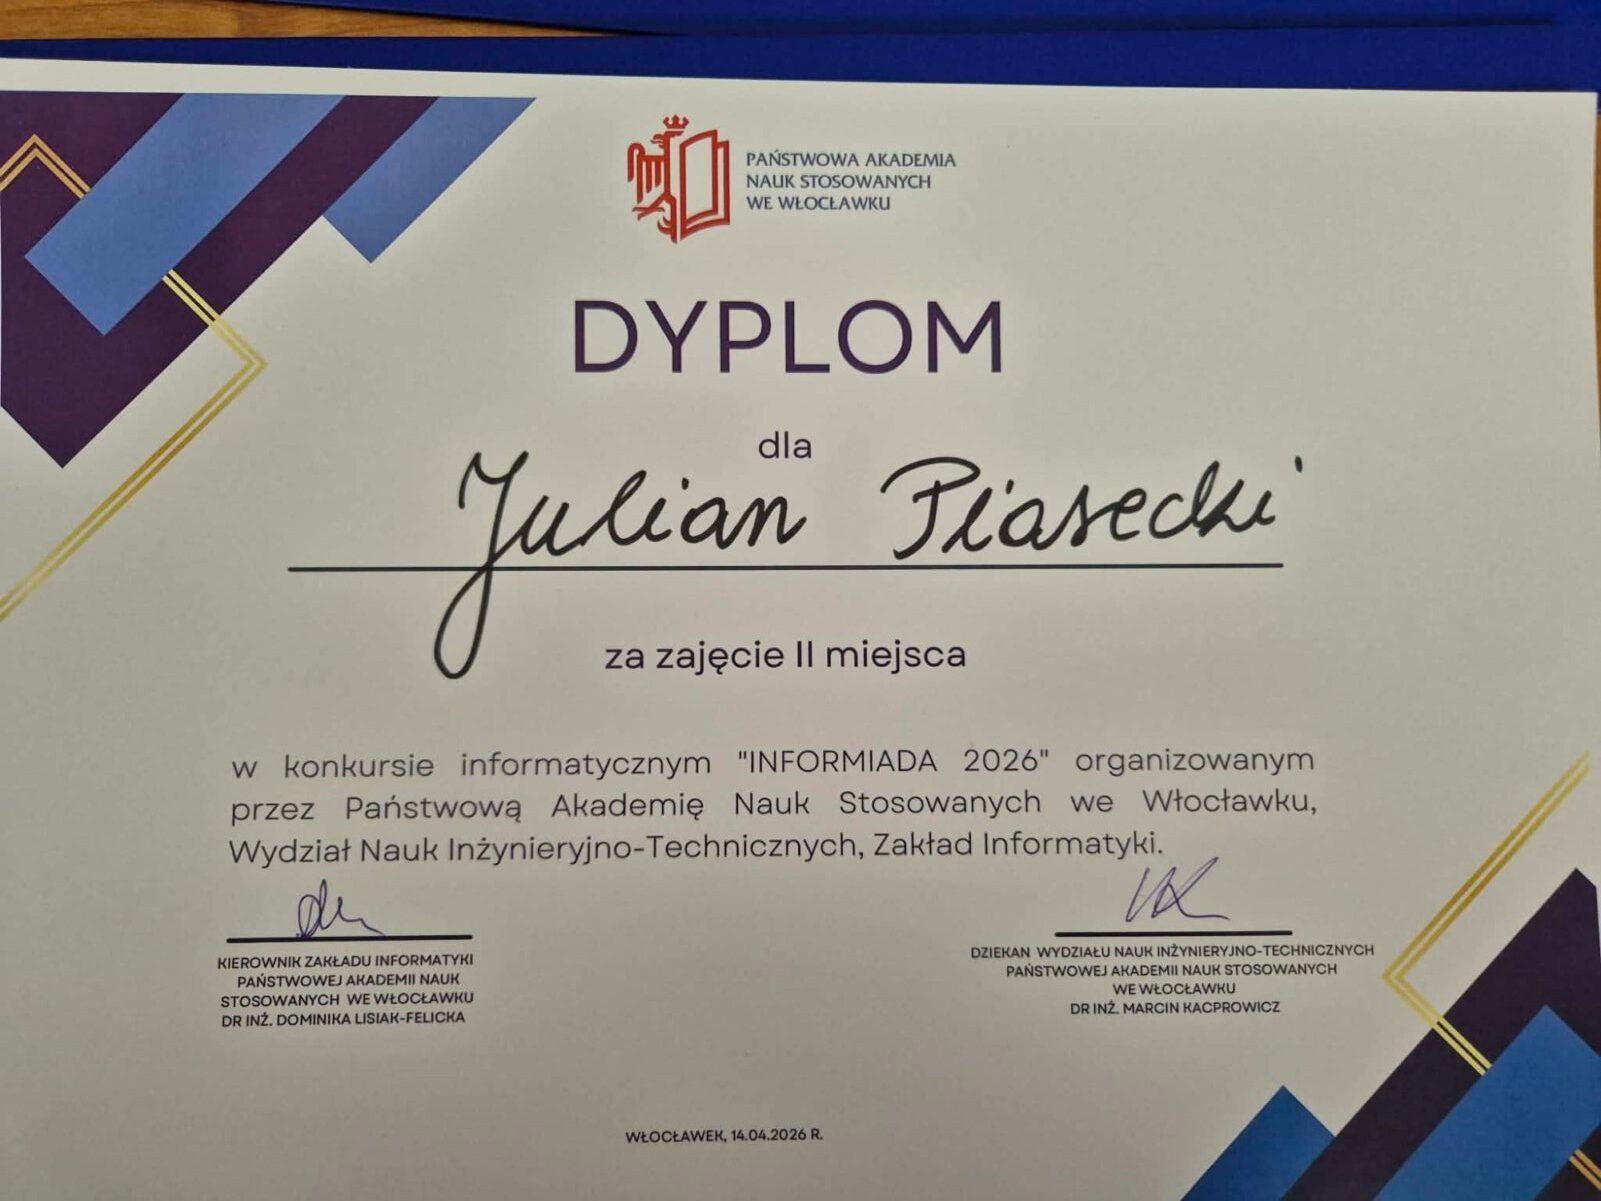 PAŃSTWOWA AKADEMIA
NAUK STOSOWANYCH
WE WŁOCŁAWKU
DYPLOM
dla
Julian Piasecki
za zajęcie II miejsca
w konkursie informatycznym "INFORMIADA 2026" organizowanym
przez Państwową Akademię Nauk Stosowanych we Włocławku,
Wydział Nauk Inżynieryjno-Technicznych, Zakład Informatyki.
KIEROWNIK ZAKŁADU INFORMATYKI
PAŃSTWOWEJ AKADEMII NAUK
STOSOWANYCH WE WŁOCŁAWKU
DR INŻ. DOMINIKA LISIAK-FELICKA
DZIEKAN WYDZIAŁU NAUK INŻYNIERYJNO-TECHNICZNYCH
PAŃSTWOWEJ AKADEMII NAUK STOSOWANYCH
WE WŁOCŁAWKU
DR INŻ. MARCIN KACPROWICZ
WŁOCŁAWEK, 14.04.2026 R.